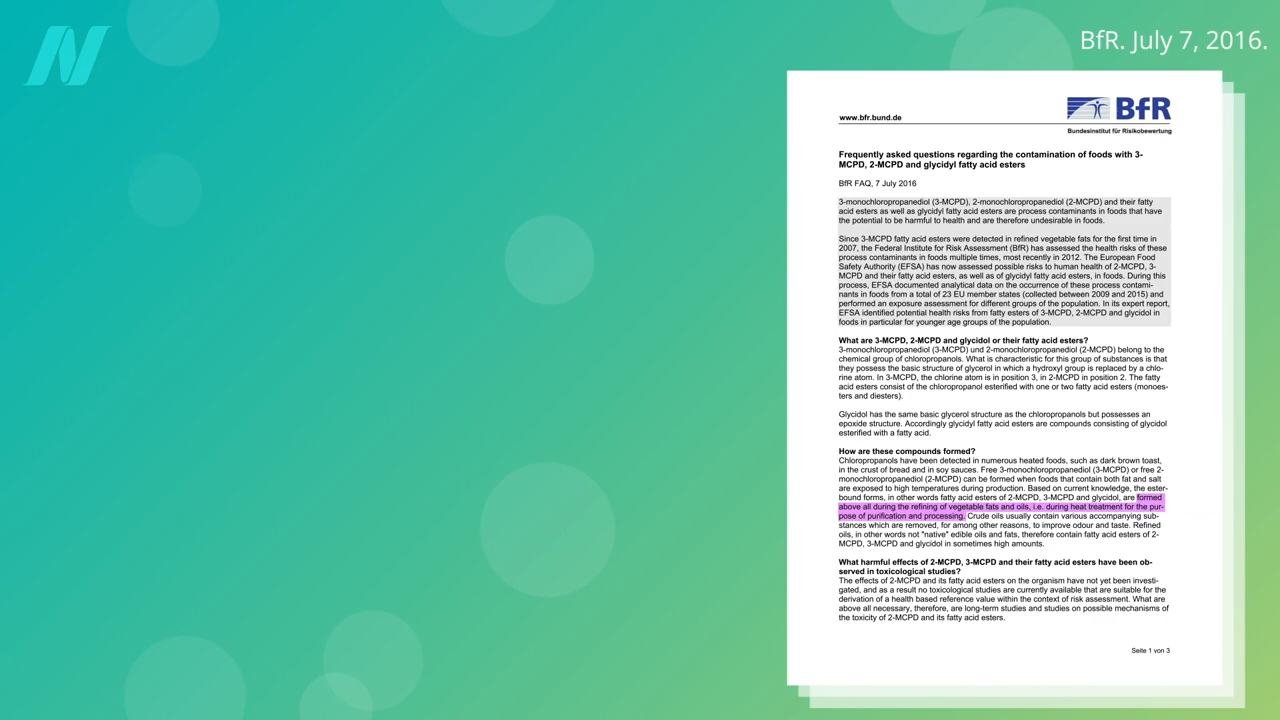 BfR. July 7, 2016.
www.bfr.bund.de
BfR
Bundesinstitut für Risikobewertung
Frequently asked questions regarding the contamination of foods with 3-
MCPD, 2-MCPD and glycidyl fatty acid esters
BfR FAQ, 7 July 2016
3-monochloropropanediol (3-MCPD), 2-monochloropropanediol (2-MCPD) and their fatty
acid esters as well as glycidyl fatty acid esters are process contaminants in foods that have
the potential to be harmful to health and are therefore undesirable in foods.
Since 3-MCPD fatty acid esters were detected in refined vegetable fats for the first time in
2007, the Federal Institute for Risk Assessment (BfR) has assessed the health risks of these
process contaminants in foods multiple times, most recently in 2012. The European Food
Safety Authority (EFSA) has now assessed possible risks to human health of 2-MCPD, 3-
MCPD and their fatty acid esters, as well as of glycidyl fatty acid esters, in foods. During this
process, EFSA documented analytical data on the occurrence of these process contami-
nants in foods from a total of 23 EU member states (collected between 2009 and 2015) and
performed an exposure assessment for different groups of the population. In its expert report,
EFSA identified potential health risks from fatty esters of 3-MCPD, 2-MCPD and glycidol in
foods in particular for younger age groups of the population.
What are 3-MCPD, 2-MCPD and glycidol or their fatty acid esters?
3-monochloropropanediol (3-MCPD) und 2-monochloropropanediol (2-MCPD) belong to the
chemical group of chloropropanols. What is characteristic for this group of substances is that
they possess the basic structure of glycerol in which a hydroxyl group is replaced by a chlo-
rine atom. In 3-MCPD, the chlorine atom is in position 3, in 2-MCPD in position 2. The fatty
acid esters consist of the chloropropanol esterified with one or two fatty acid esters (monoes-
ters and diesters).
Glycidol has the same basic glycerol structure as the chloropropanols but possesses an
epoxide structure. Accordingly glycidyl fatty acid esters are compounds consisting of glycidol
esterified with a fatty acid.
How are these compounds formed?
Chloropropanols have been detected in numerous heated foods, such as dark brown toast,
in the crust of bread and in soy sauces. Free 3-monochloropropanediol (3-MCPD) or free 2-
monochloropropanediol (2-MCPD) can be formed when foods that contain both fat and salt
are exposed to high temperatures during production. Based on current knowledge, the ester-
bound forms, in other words fatty acid esters of 2-MCPD, 3-MCPD and glycidol, are formed
above all during the refining of vegetable fats and oils, i.e. during heat treatment for the pur-
pose of purification and processing. Crude oils usually contain various accompanying sub-
stances which are removed, for among other reasons, to improve odour and taste. Refined
oils, in other words not "native" edible oils and fats, therefore contain fatty acid esters of 2-
MCPD, 3-MCPD and glycidol in sometimes high amounts.
What harmful effects of 2-MCPD, 3-MCPD and their fatty acid esters have been ob-
served in toxicological studies?
The effects of 2-MCPD and its fatty acid esters on the organism have not yet been investi-
gated, and as a result no toxicological studies are currently available that are suitable for the
derivation of a health based reference value within the context of risk assessment. What are
above all necessary, therefore, are long-term studies and studies on possible mechanisms of
the toxicity of 2-MCPD and its fatty acid esters.
Seite 1 von 3